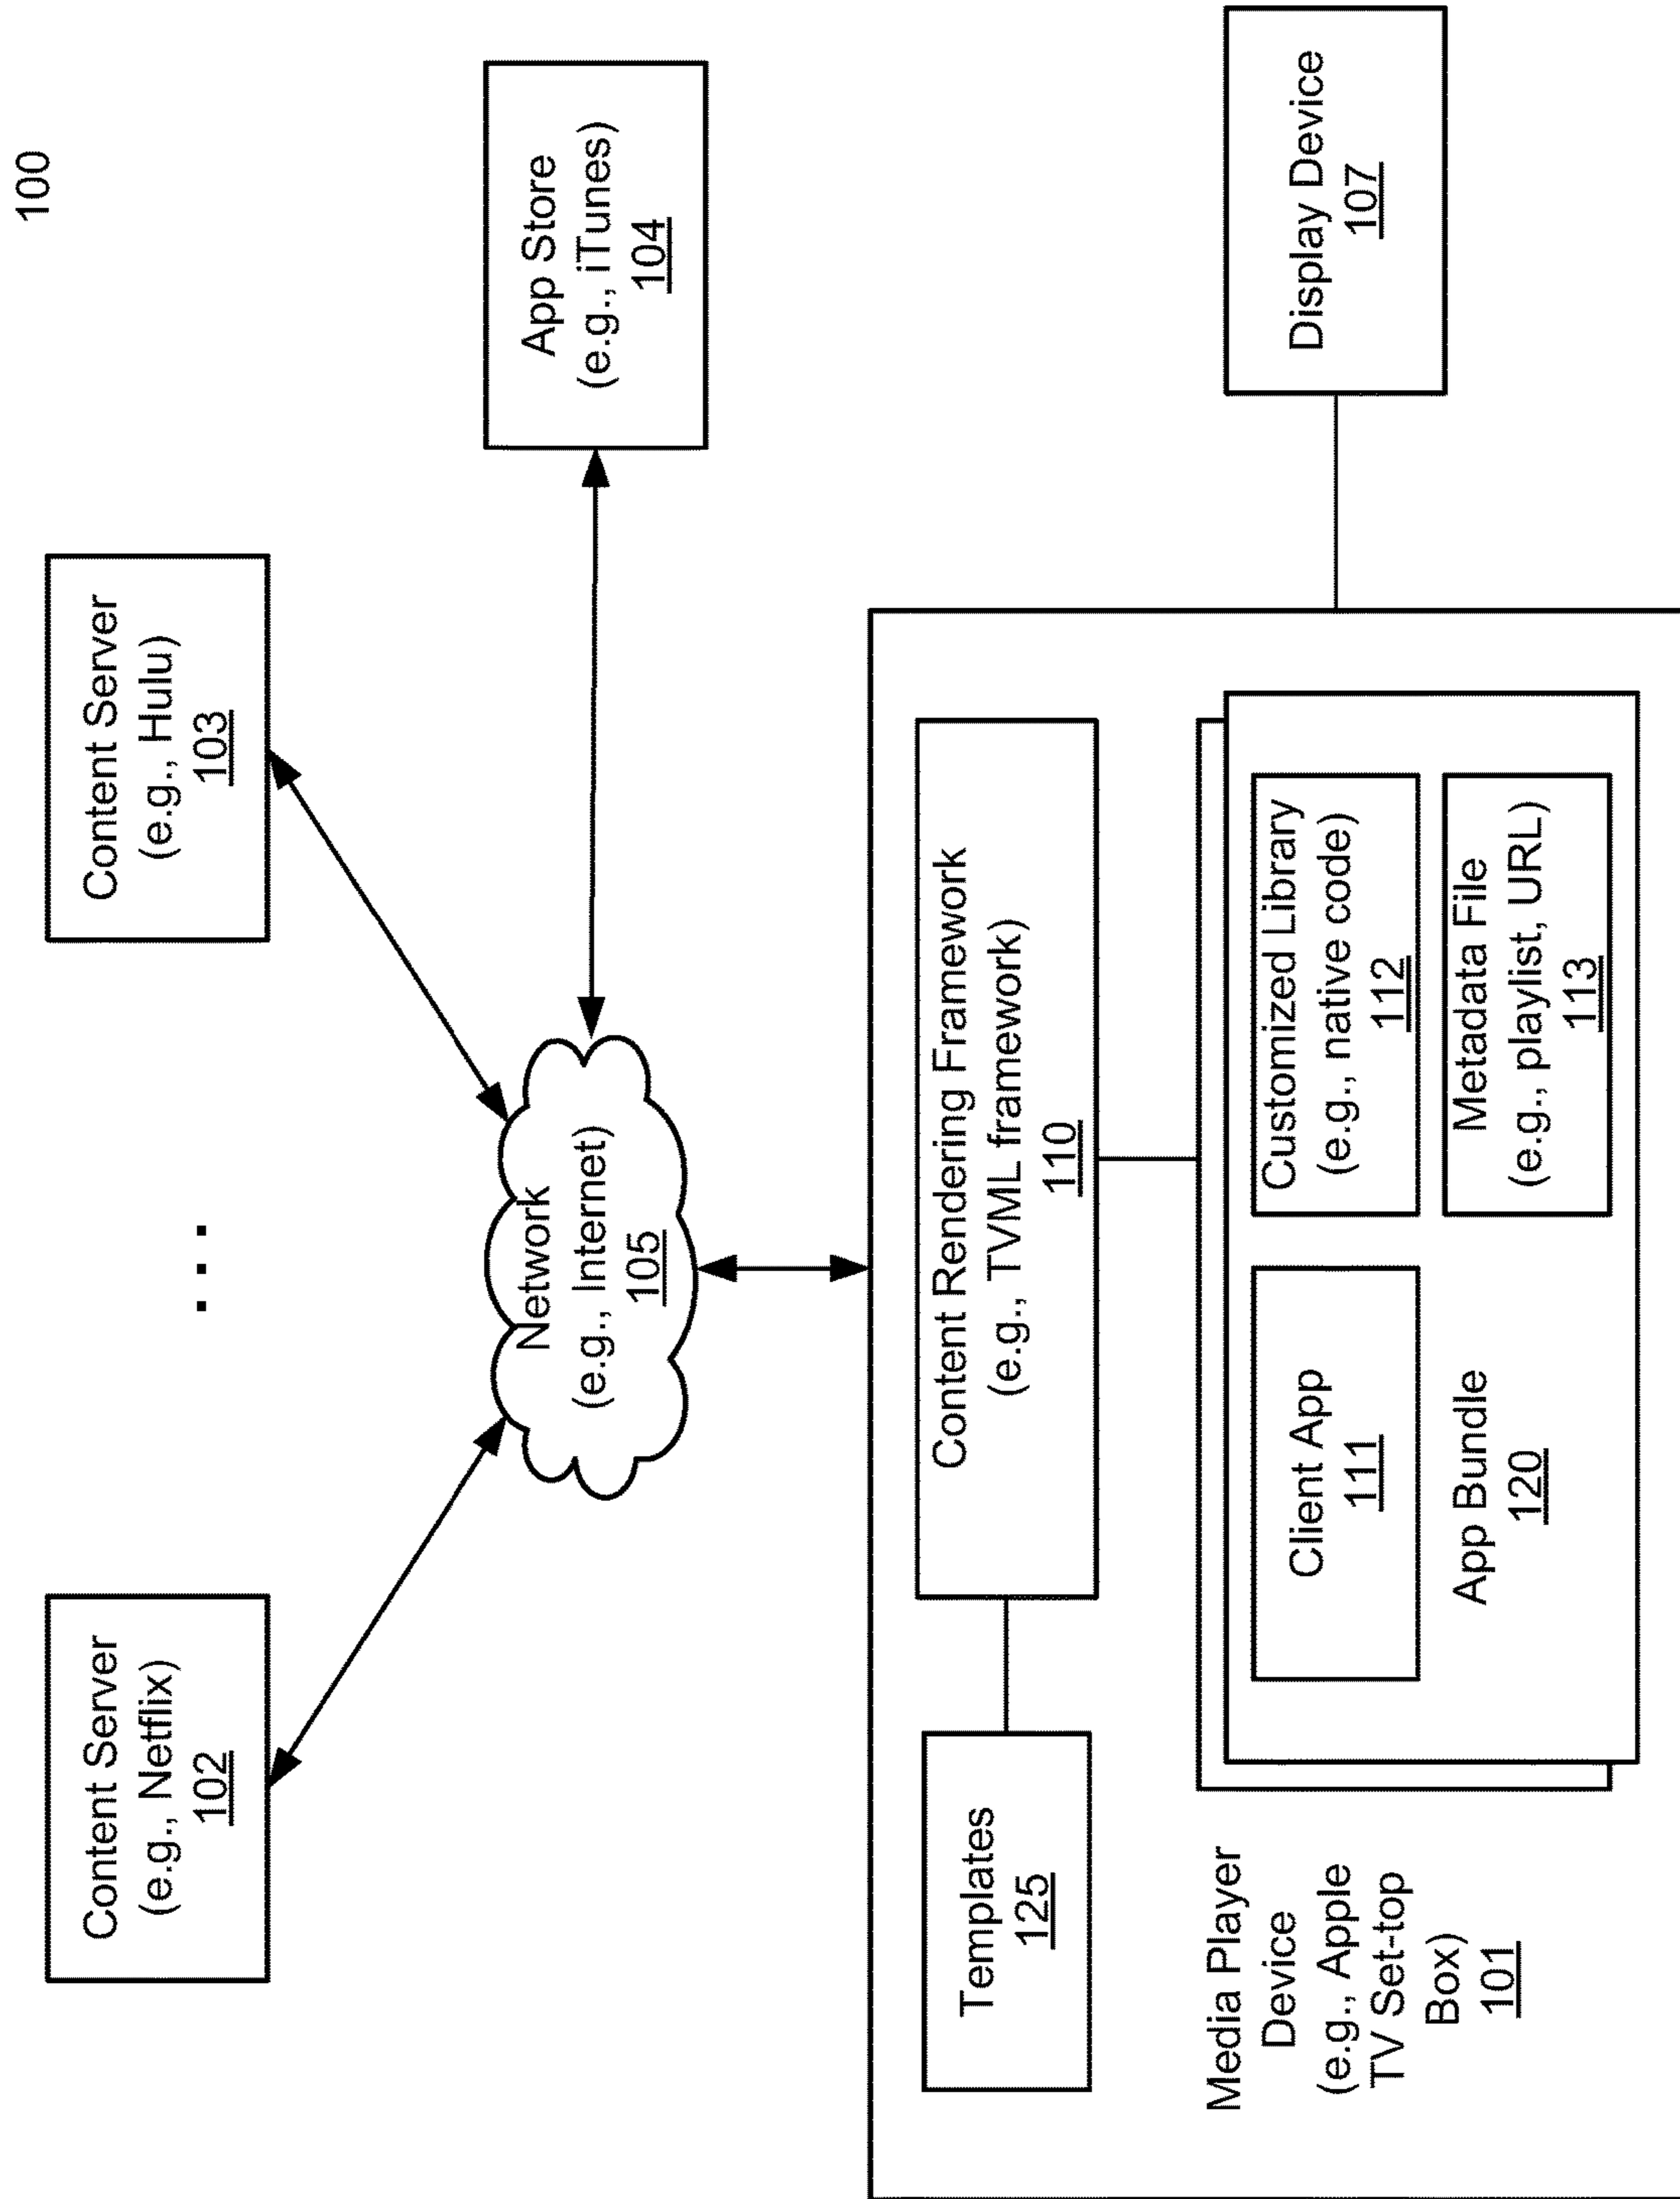 100
Content Server
(e.g., Netflix)
102
. . .
Content Server
(e.g., Hulu)
103
Network
(e.g., Internet)
105
App Store
(e.g., iTunes)
104
Templates
125
Content Rendering Framework
(e.g., TVML framework)
110
Media Player
Device
(e.g., Apple
TV Set-top
Box)
101
Client App
111
App Bundle
120
Customized Library
(e.g., native code)
112
Metadata File
(e.g., playlist, URL)
113
Display Device
107